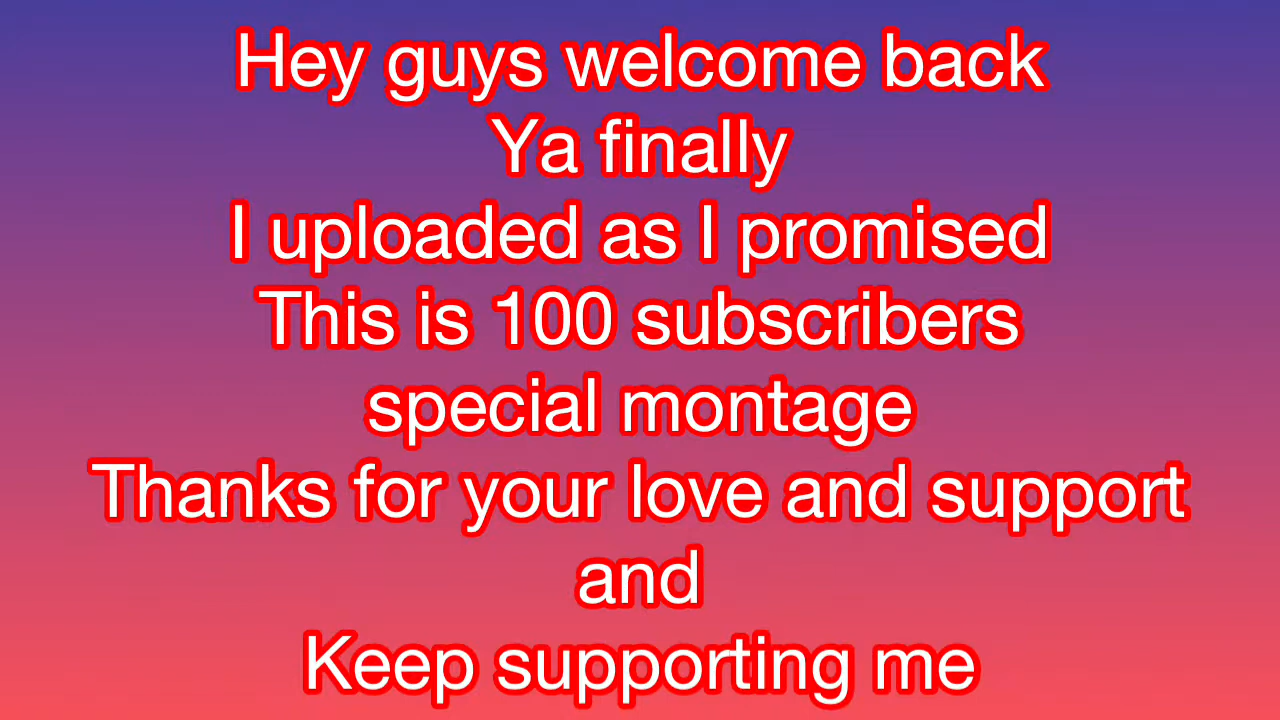 Hey guys welcome back
Ya finally
I uploaded as I promised
This is 100 subscribers
special montage
Thanks for your love and support
and
Keep supporting me